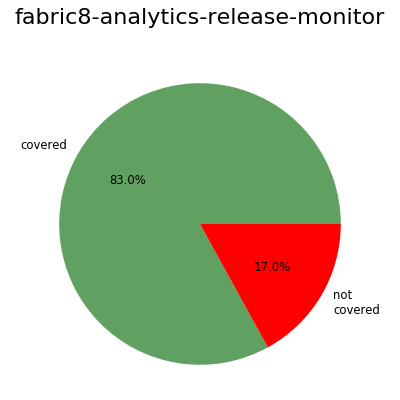 fabric8-analytics-release-monitor
covered
83.0%
17.0%
not
covered